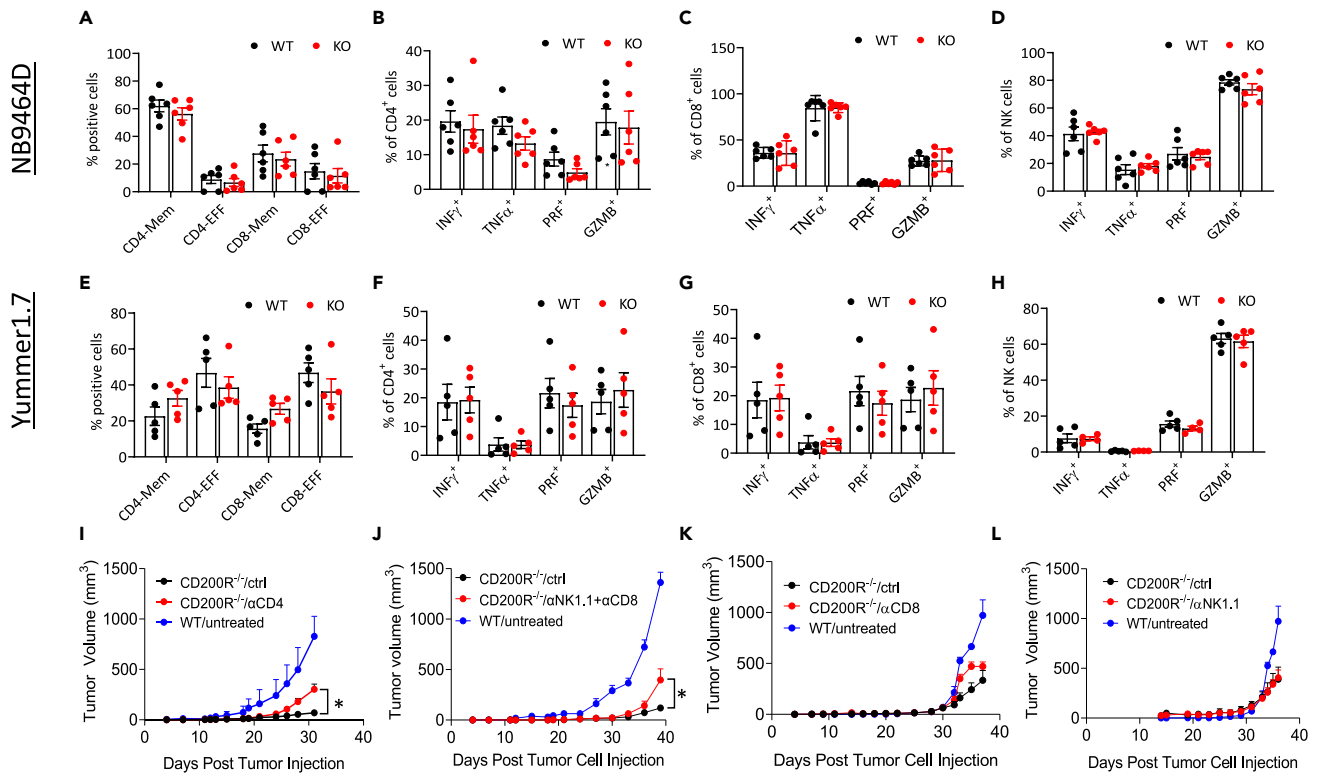 NB9464D
A
WT KO
% positive cells
100
80
60
40
20
0
CD4-Mem
CD4-EFF
CD8-Mem
CD8-EFF
B
WT KO
% of CD4⁺ cells
40
30
20
10
0
*
INFγ⁺
TNFα⁺
PRF⁺
GZMB⁺
C
WT KO
% of CD8⁺ cells
150
100
50
0
INFγ⁺
TNFα⁺
PRF⁺
GZMB⁺
D
WT KO
% of NK cells
100
80
60
40
20
0
INFγ⁺
TNFα⁺
PRF⁺
GZMB⁺
Yummer1.7
E
WT KO
% positive cells
80
60
40
20
0
CD4-Mem
CD4-EFF
CD8-Mem
CD8-EFF
F
WT KO
% of CD4⁺ cells
50
40
30
20
10
0
INFγ⁺
TNFα⁺
PRF⁺
GZMB⁺
G
WT KO
% of CD8⁺ cells
50
40
30
20
10
0
INFγ⁺
TNFα⁺
PRF⁺
GZMB⁺
H
WT KO
% of NK cells
80
60
40
20
0
INFγ⁺
TNFα⁺
PRF⁺
GZMB⁺
I
Tumor Volume (mm³)
1500
1000
500
0
CD200R⁻/⁻/ctrl
CD200R⁻/⁻/αCD4
WT/untreated
*
0 10 20 30 40
Days Post Tumor Injection
J
Tumor volume (mm³)
1500
1000
500
0
CD200R⁻/⁻/ctrl
CD200R⁻/⁻/αNK1.1+αCD8
WT/untreated
*
0 10 20 30 40
Days Post Tumor Cell Injection
K
Tumor Volume (mm³)
1500
1000
500
0
CD200R⁻/⁻/ctrl
CD200R⁻/⁻/αCD8
WT/untreated
0 10 20 30 40
Days Post Tumor Cell Injection
L
Tumor Volume (mm³)
1500
1000
500
0
CD200R⁻/⁻/ctrl
CD200R⁻/⁻/αNK1.1
WT/untreated
0 10 20 30 40
Days Post Tumor Cell Injection